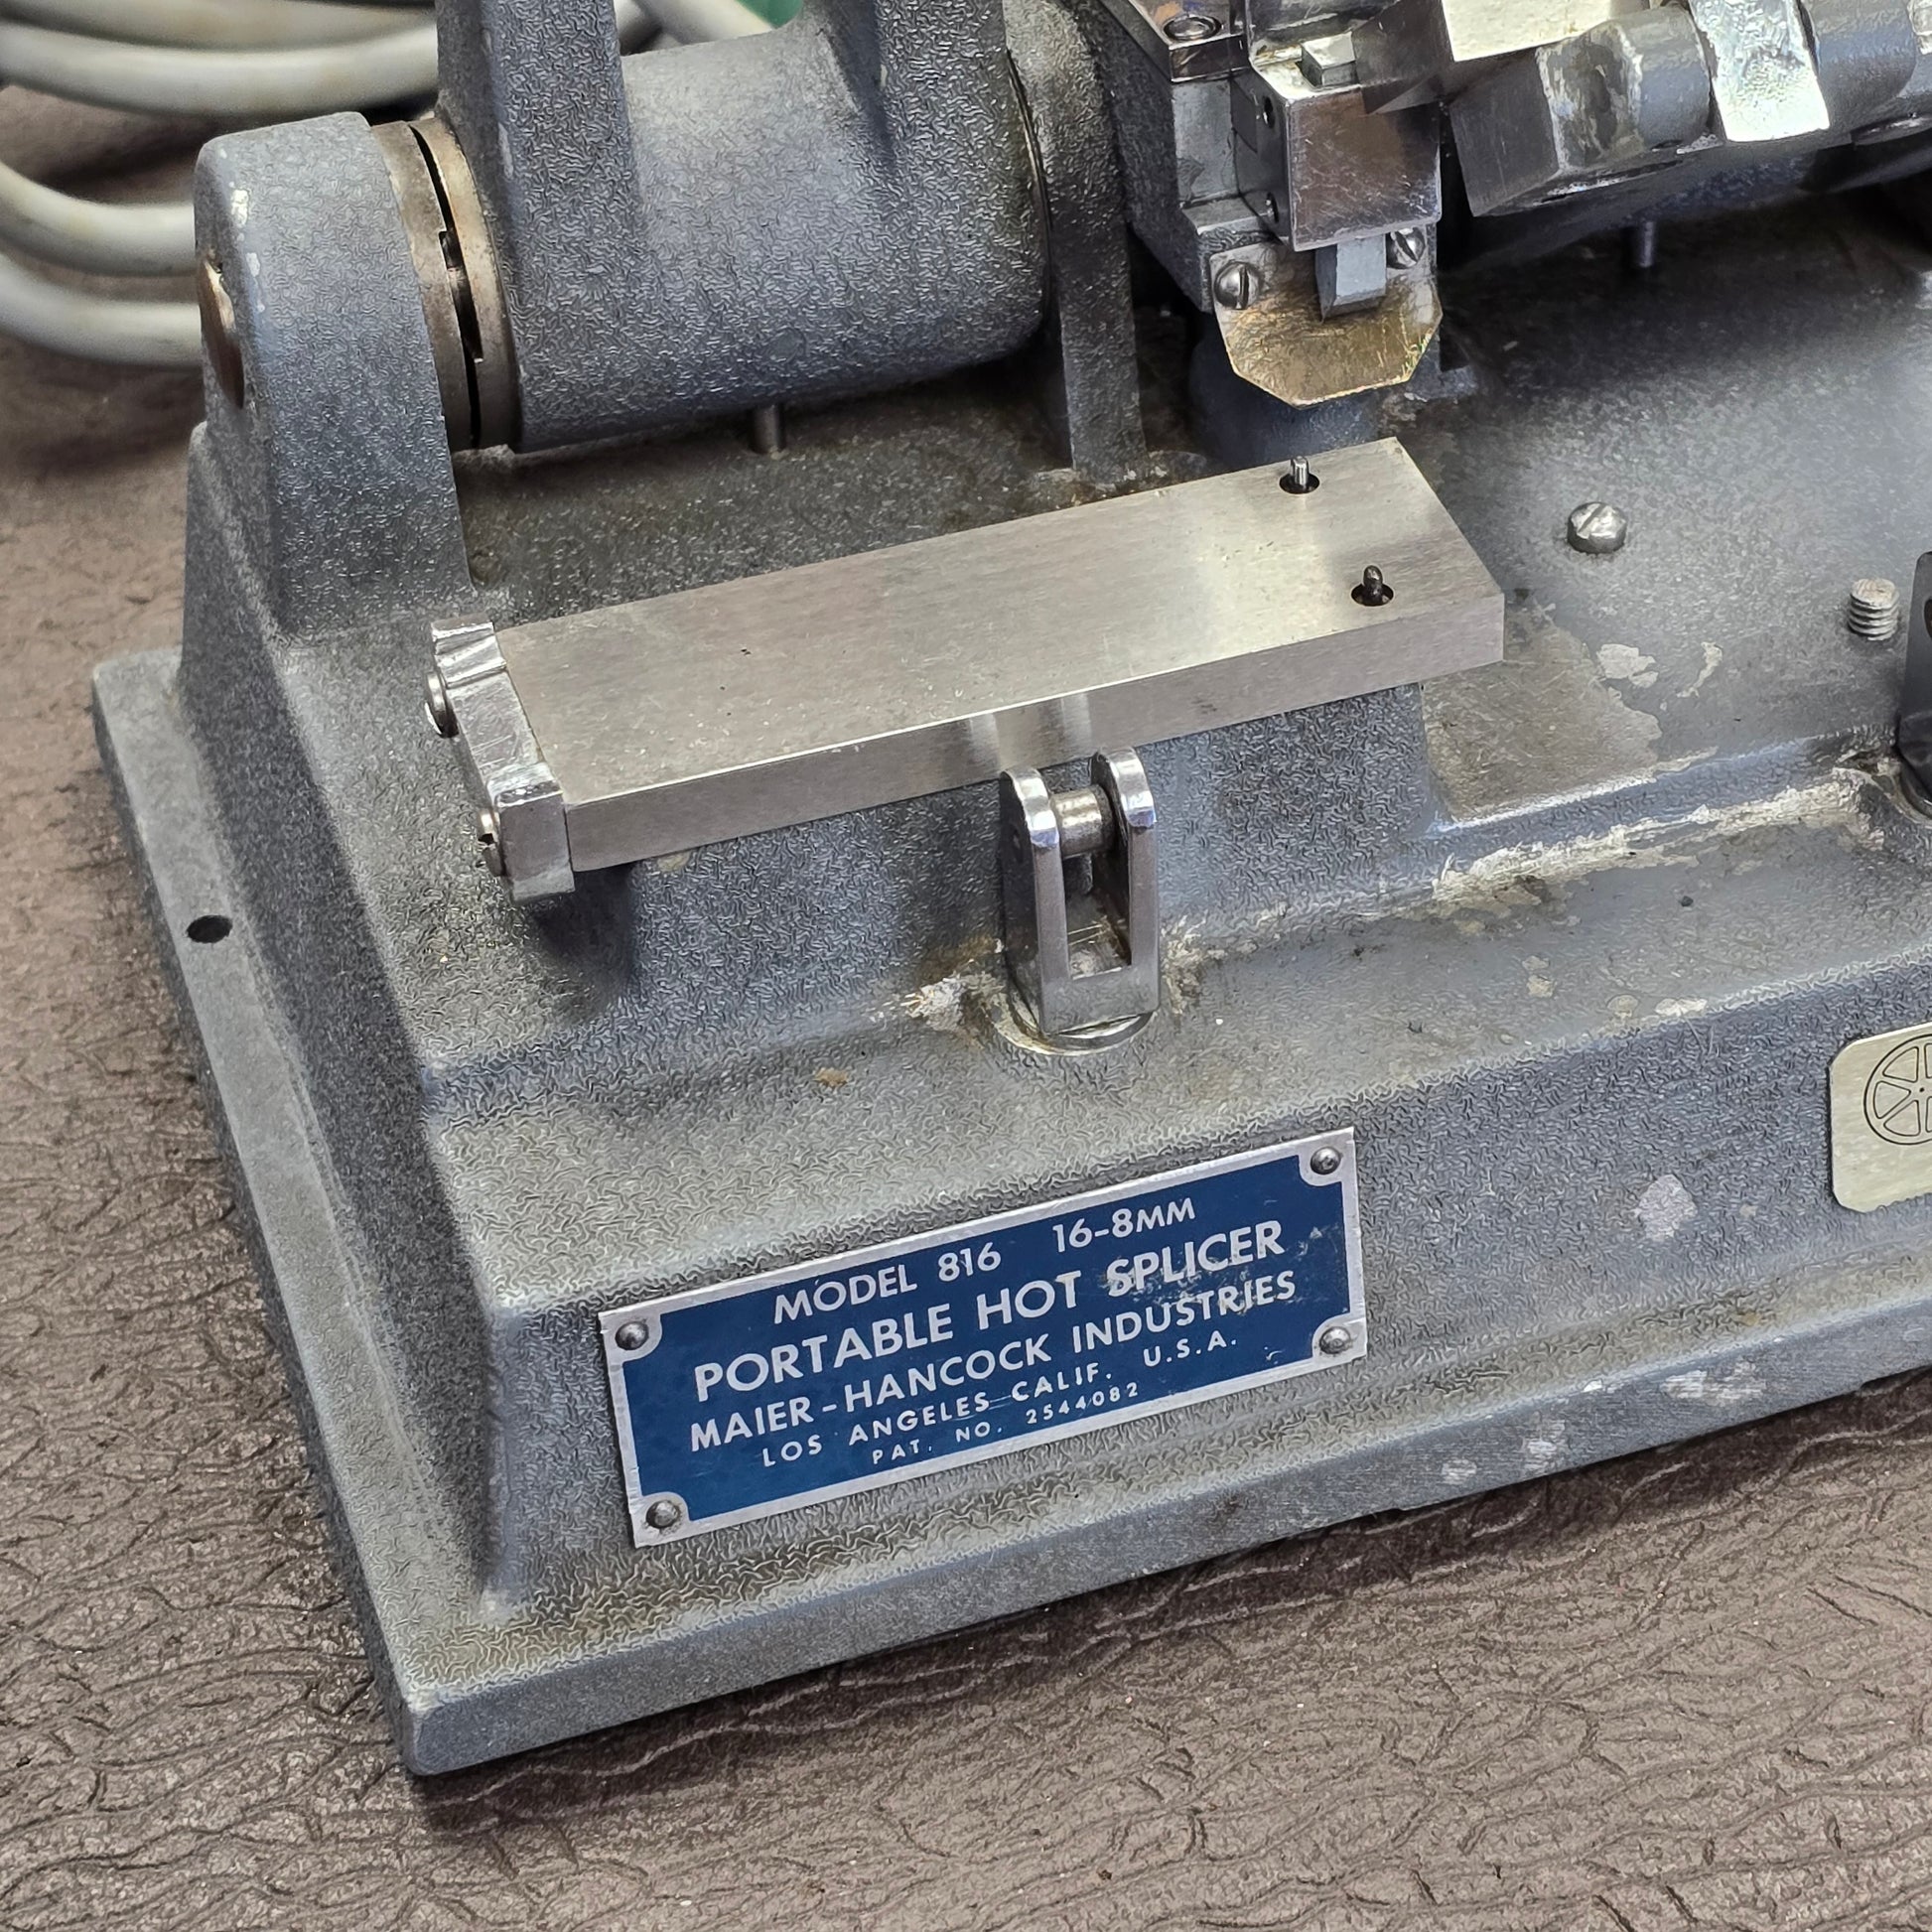 MODEL 816 16-8MM
PORTABLE HOT SPLICER
MAIER-HANCOCK INDUSTRIES
LOS ANGELES CALIF. U.S.A.
PAT. NO. 2544082